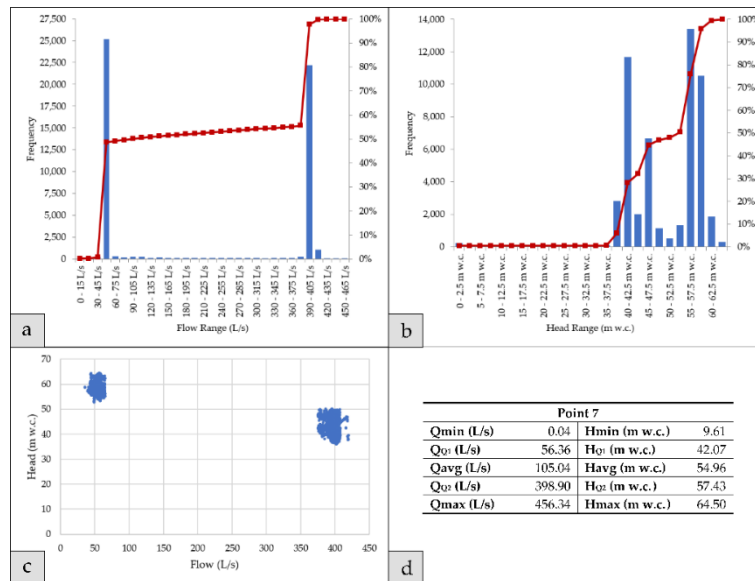 27,500
25,000
22,500
20,000
17,500
15,000
12,500
10,000
7,500
5,000
2,500
0
Frequency
100%
90%
80%
70%
60%
50%
40%
30%
20%
10%
0%
0 - 15 L/s
30 - 45 L/s
60 - 75 L/s
90 - 105 L/s
120 - 135 L/s
150 - 165 L/s
180 - 195 L/s
210 - 225 L/s
240 - 255 L/s
270 - 285 L/s
300 - 315 L/s
330 - 345 L/s
360 - 375 L/s
390 - 405 L/s
420 - 435 L/s
450 - 465 L/s
Flow Range (L/s)
a
14,000
12,000
10,000
8,000
6,000
4,000
2,000
0
Frequency
100%
90%
80%
70%
60%
50%
40%
30%
20%
10%
0%
0 - 2.5 m w.c.
5 - 7.5 m w.c.
10 - 12.5 m w.c.
15 - 17.5 m w.c.
20 - 22.5 m w.c.
25 - 27.5 m w.c.
30 - 32.5 m w.c.
35 - 37.5 m w.c.
40 - 42.5 m w.c.
45 - 47.5 m w.c.
50 - 52.5 m w.c.
55 - 57.5 m w.c.
60 - 62.5 m w.c.
Head Range (m w.c.)
b
70
60
50
40
30
20
10
0
Head (m w.c.)
0 50 100 150 200 250 300 350 400 450
Flow (L/s)
c
Point 7
Qmin (L/s) 0.04 Hmin (m w.c.) 9.61
QQ1 (L/s) 56.36 HQ1 (m w.c.) 42.07
Qavg (L/s) 105.04 Havg (m w.c.) 54.96
QQ2 (L/s) 398.90 HQ2 (m w.c.) 57.43
Qmax (L/s) 456.34 Hmax (m w.c.) 64.50
d